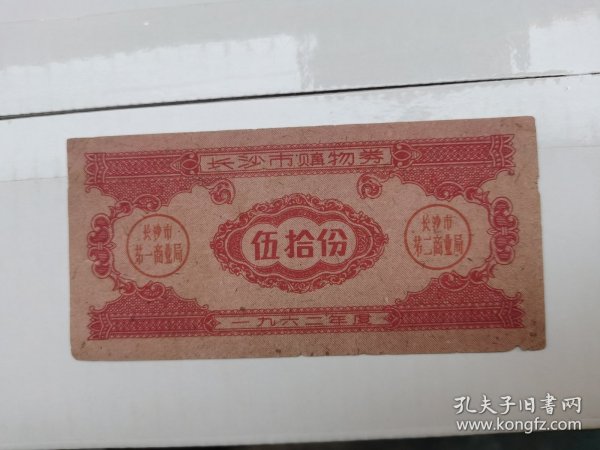 长沙市购物券
长沙市
第一商业局
伍拾份
长沙市
第二商业局
一九六二年度
孔夫子旧书网
www.kongfz.com